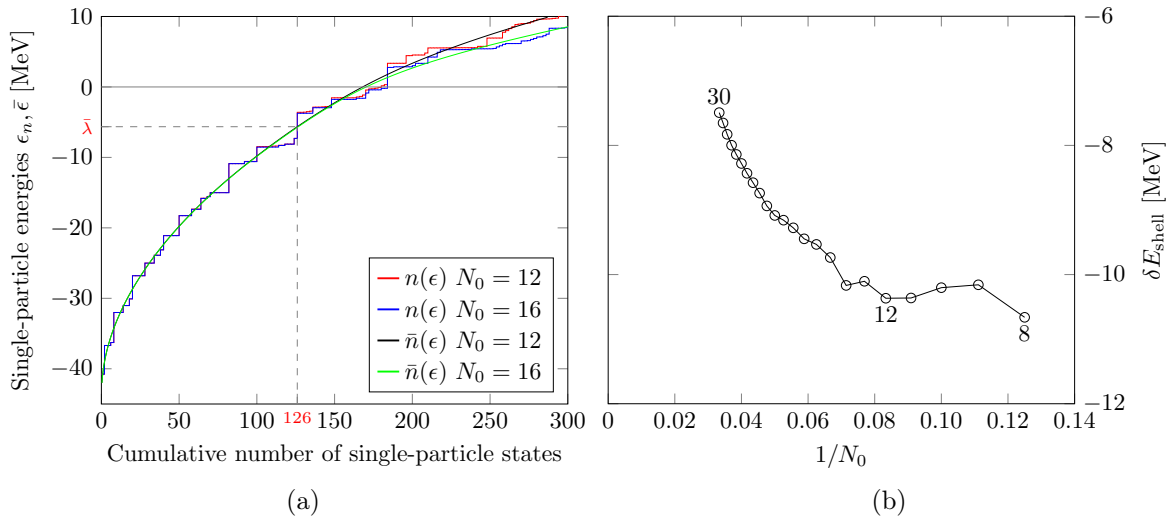 10
0
−10
−20
−30
−40
λ̄
Single-particle energies ϵₙ, ϵ̄ [MeV]
n(ϵ) N₀ = 12
n(ϵ) N₀ = 16
n̄(ϵ) N₀ = 12
n̄(ϵ) N₀ = 16
0 50 100 126 150 200 250 300
Cumulative number of single-particle states
(a)
30
12
8
−6
−8
−10
−12
δE_shell [MeV]
0 0.02 0.04 0.06 0.08 0.10 0.12 0.14
1/N₀
(b)